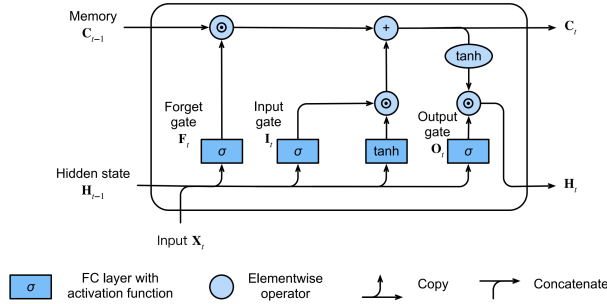 Memory
C_{t-1}
C_t
+
tanh
Forget
gate
F_t
Input
gate
I_t
Output
gate
O_t
σ
σ
tanh
σ
Hidden state
H_{t-1}
H_t
Input X_t
σ
FC layer with
activation function
Elementwise
operator
Copy
Concatenate